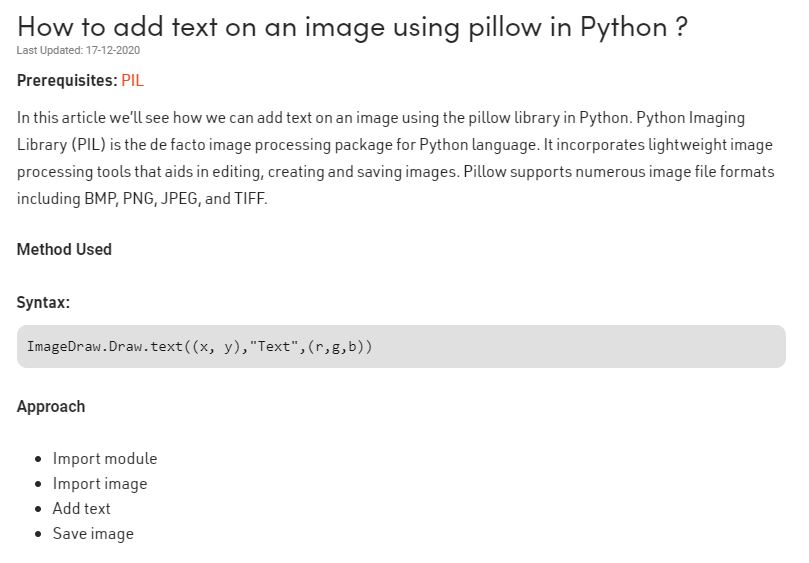 How to add text on an image using pillow in Python ?
Last Updated: 17-12-2020
Prerequisites: PIL
In this article we'll see how we can add text on an image using the pillow library in Python. Python Imaging
Library (PIL) is the de facto image processing package for Python language. It incorporates lightweight image
processing tools that aids in editing, creating and saving images. Pillow supports numerous image file formats
including BMP, PNG, JPEG, and TIFF.
Method Used
Syntax:
ImageDraw.Draw.text((x, y),"Text",(r,g,b))
Approach
• Import module
• Import image
• Add text
• Save image